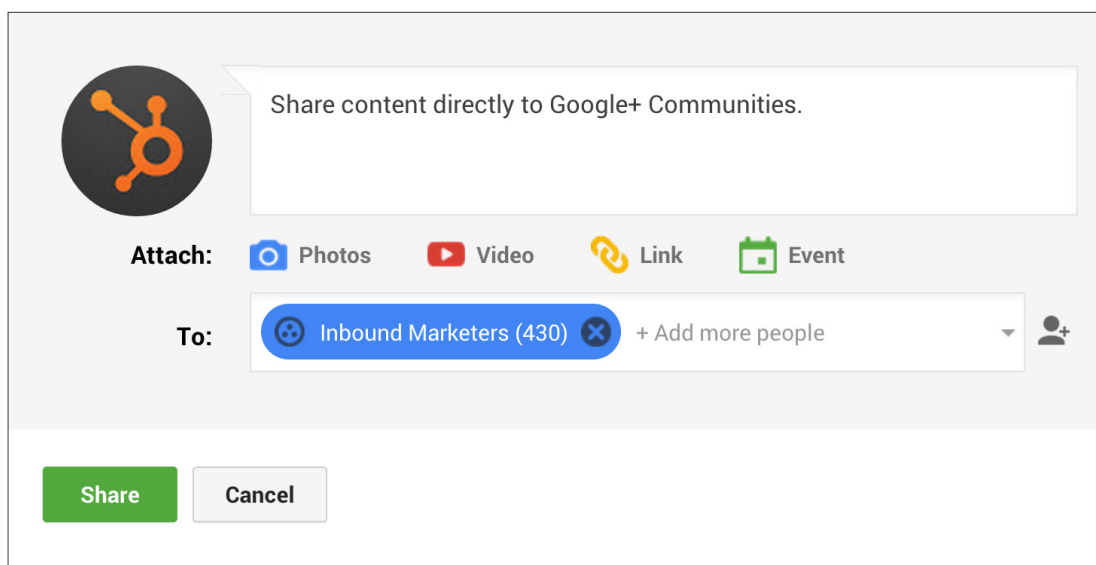 Share content directly to Google+ Communities.
Attach: Photos Video Link Event
To: Inbound Marketers (430) + Add more people
Share Cancel